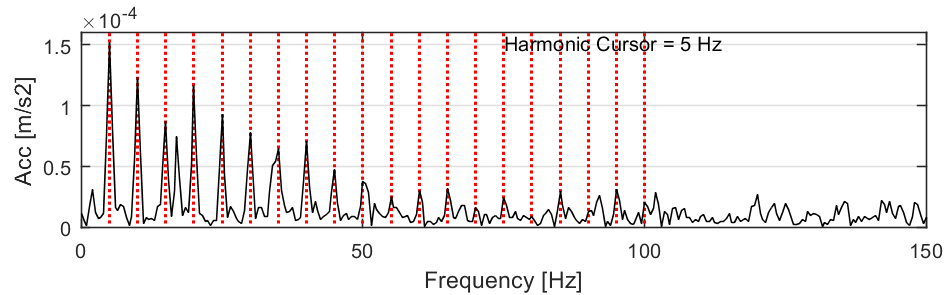 ×10⁻⁴
Harmonic Cursor = 5 Hz
1.5
1
0.5
0
Acc [m/s2]
0 50 100 150
Frequency [Hz]